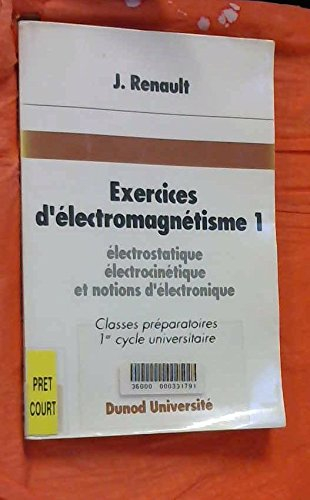 J. Renault
Exercices
d'électromagnétisme 1
électrostatique
électrocinétique
et notions d'électronique
Classes préparatoires
1er cycle universitaire
PRET
COURT
36000 000331791
Dunod Université